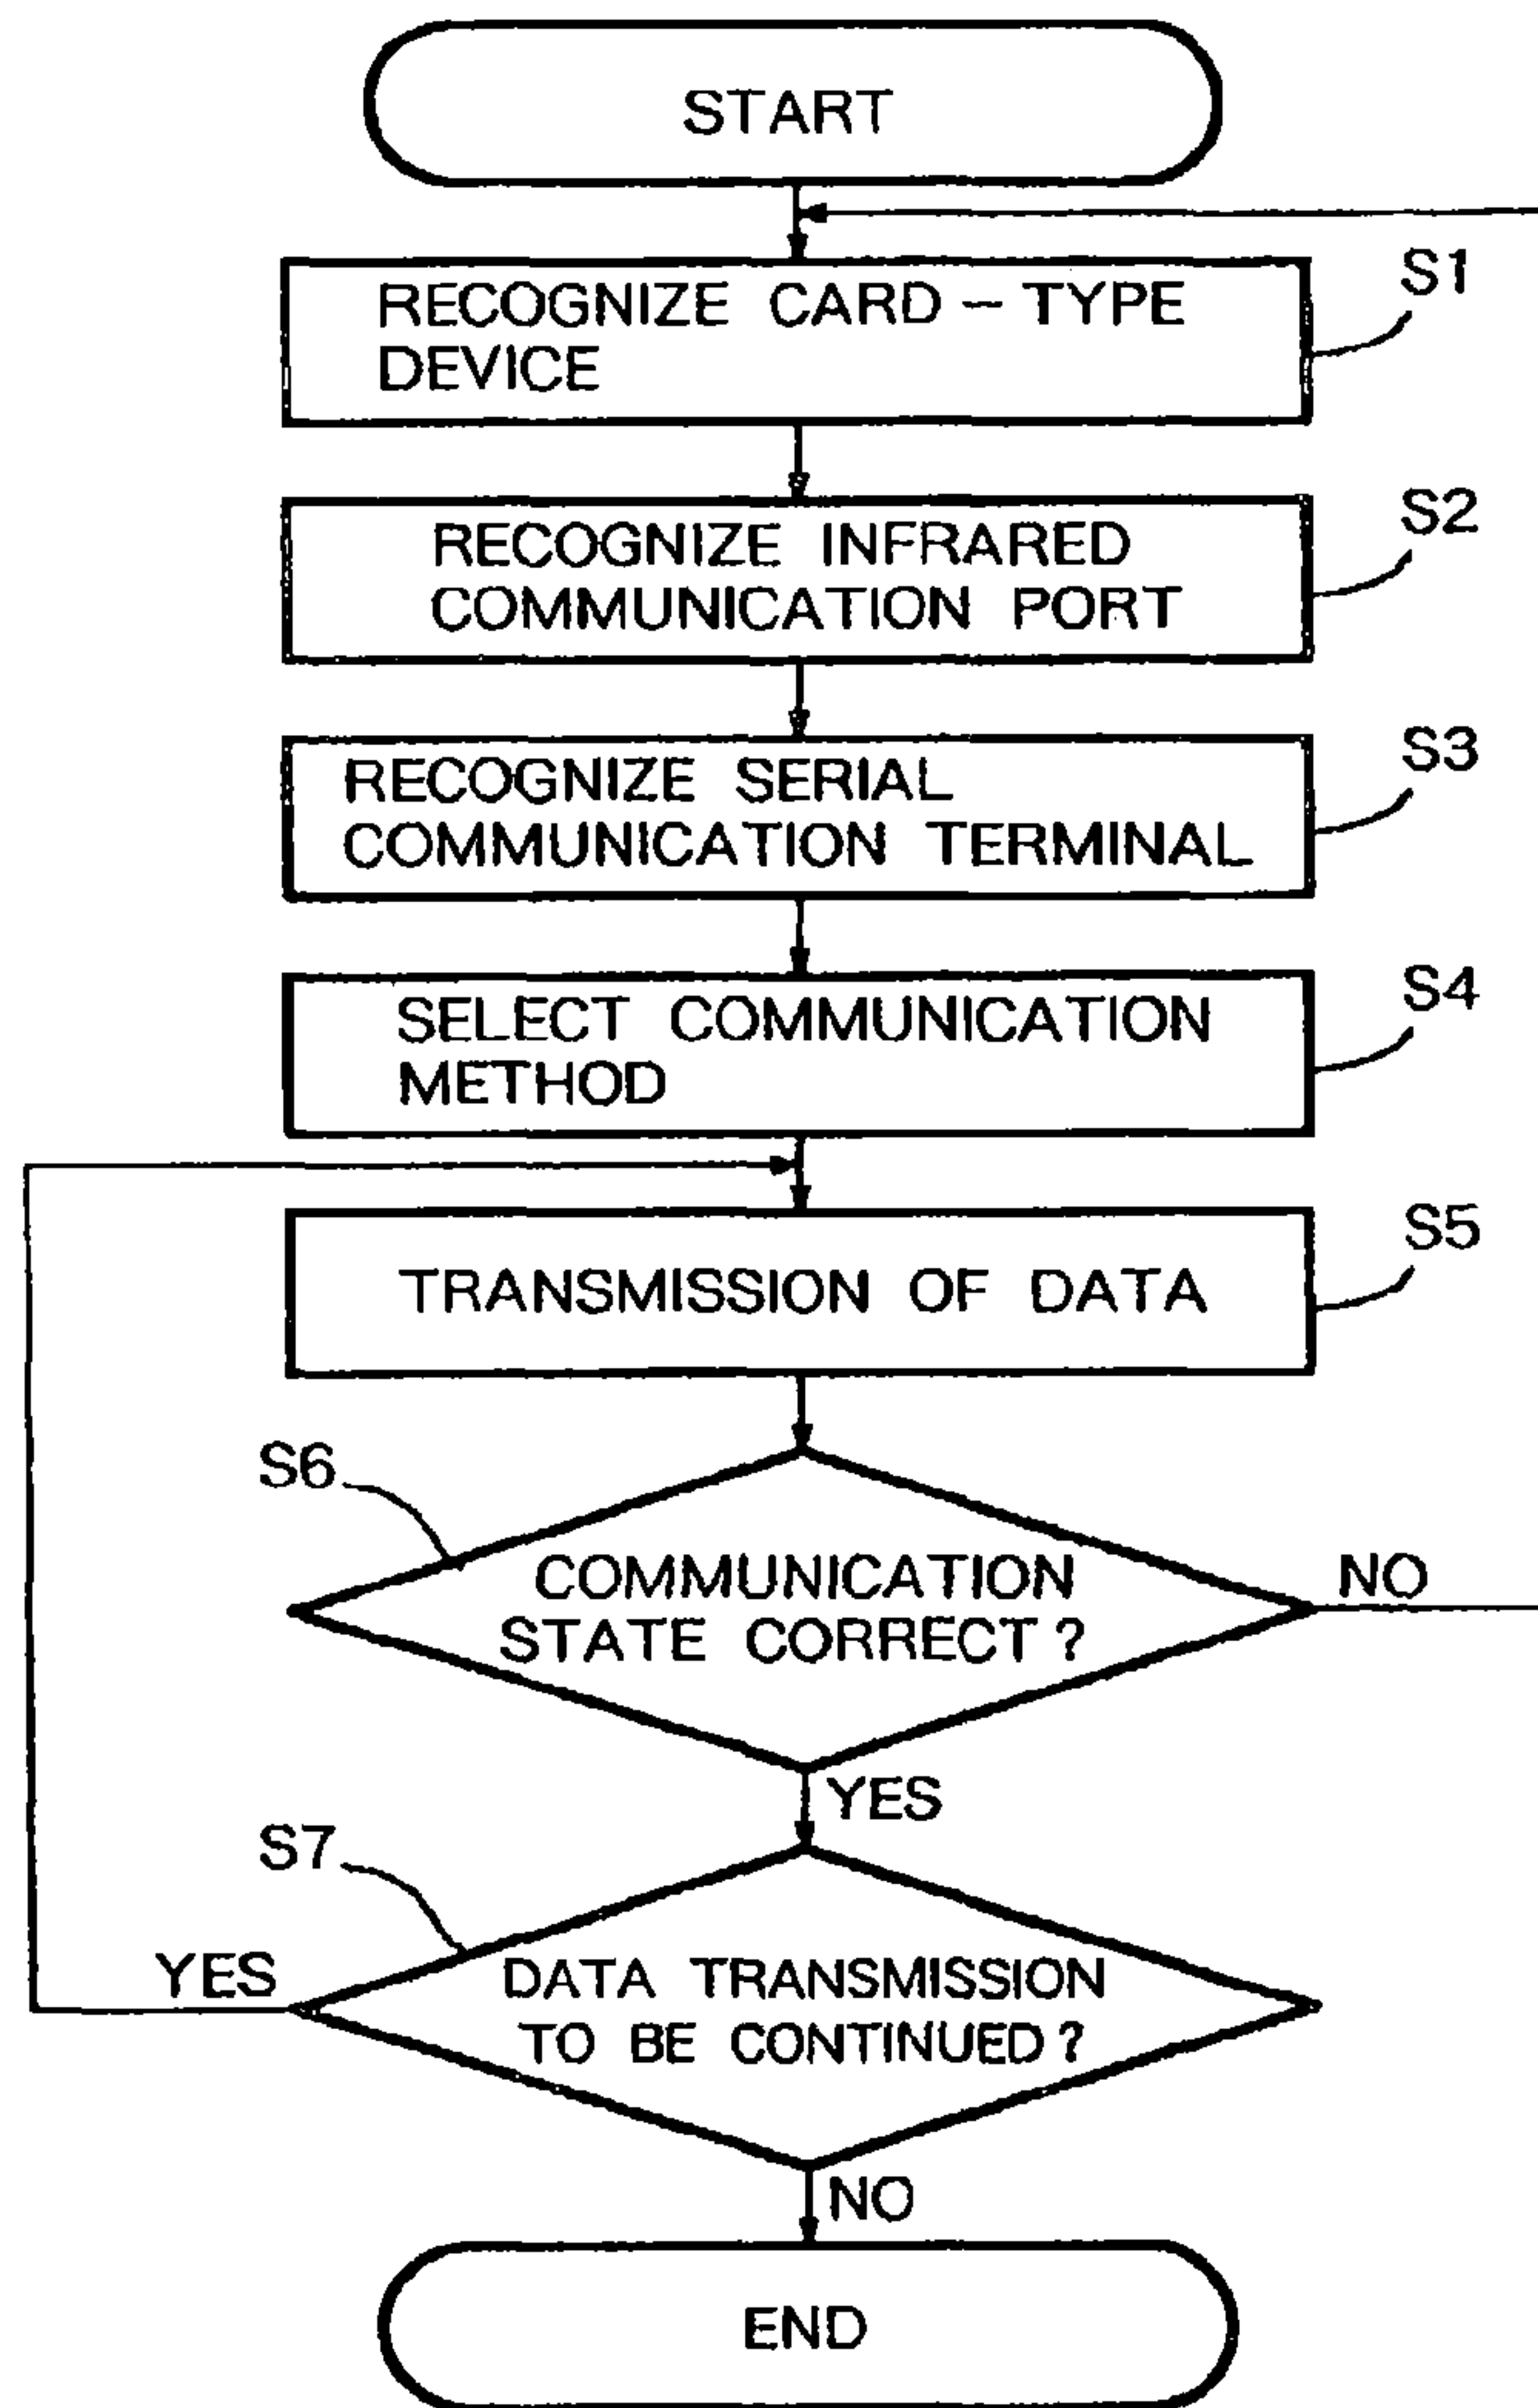 START
RECOGNIZE CARD-TYPE
DEVICE
S1
RECOGNIZE INFRARED
COMMUNICATION PORT
S2
RECOGNIZE SERIAL
COMMUNICATION TERMINAL
S3
SELECT COMMUNICATION
METHOD
S4
TRANSMISSION OF DATA
S5
S6
COMMUNICATION
STATE CORRECT?
NO
YES
S7
YES
DATA TRANSMISSION
TO BE CONTINUED?
NO
END